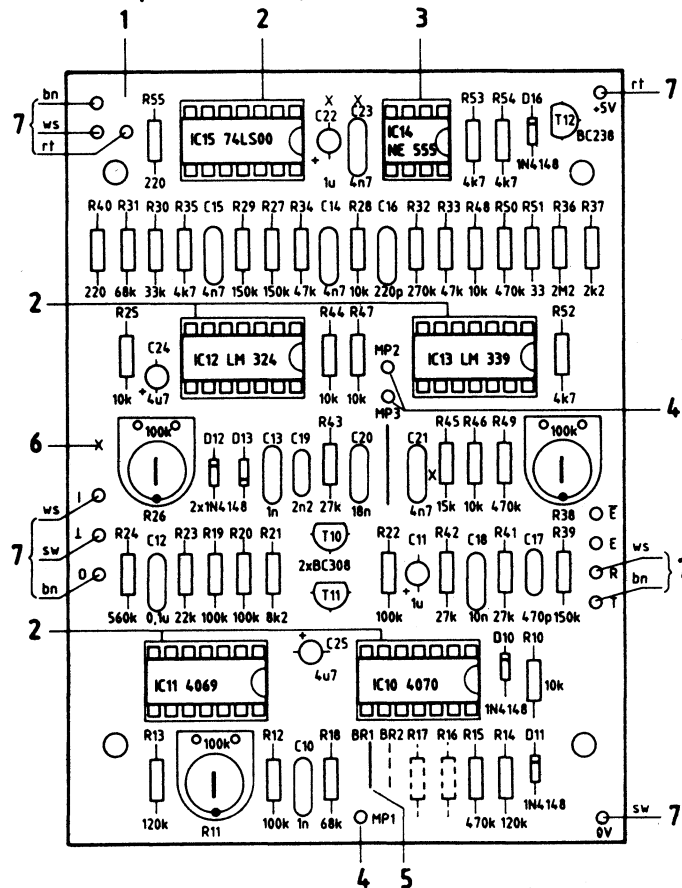 1 2 3
bn
7 ws
rt
R55 IC15 74LS00 X X C22 C23 IC14 NE 555 R53 R54 D16 T12 BC238 rt 7
+5V
220 + 1u 4n7 4k7 4k7 1N4148
R40 R31 R30 R35 C15 R29 R27 R34 C14 R28 C16 R32 R33 R48 R50 R51 R36 R37
220 68k 33k 4k7 4n7 150k 150k 47k 4n7 10k 220p 270k 47k 10k 470k 33 2M2 2k2
2
R25 C24 IC12 LM 324 R44 R47 MP2 IC13 LM 339 R52
10k + 4u7 10k 10k MP3 4k7 4
6 X 100k D12 D13 C13 C19 R43 C20 C21 X R45 R46 R49 100k
R26 2x1N4148 1n 2n2 27k 18n 4n7 15k 10k 470k R38
ws I E
7 sw T E ws
bn O R bn
T
R24 C12 R23 R19 R20 R21 T10 R22 C11 R42 C18 R41 C17 R39
2xBC308
T11
560k 0,1u 22k 100k 100k 8k2 100k + 1u 27k 10n 27k 470p 150k
2
IC11 4069 + C25 4u7 IC10 4070 D10 R10
1N4148 10k
R13 100k R12 C10 R18 BR1 BR2 R17 R16 R15 R14 D11
120k R11 100k 1n 68k MP1 470k 120k 1N4148 sw 7
0V
4 5